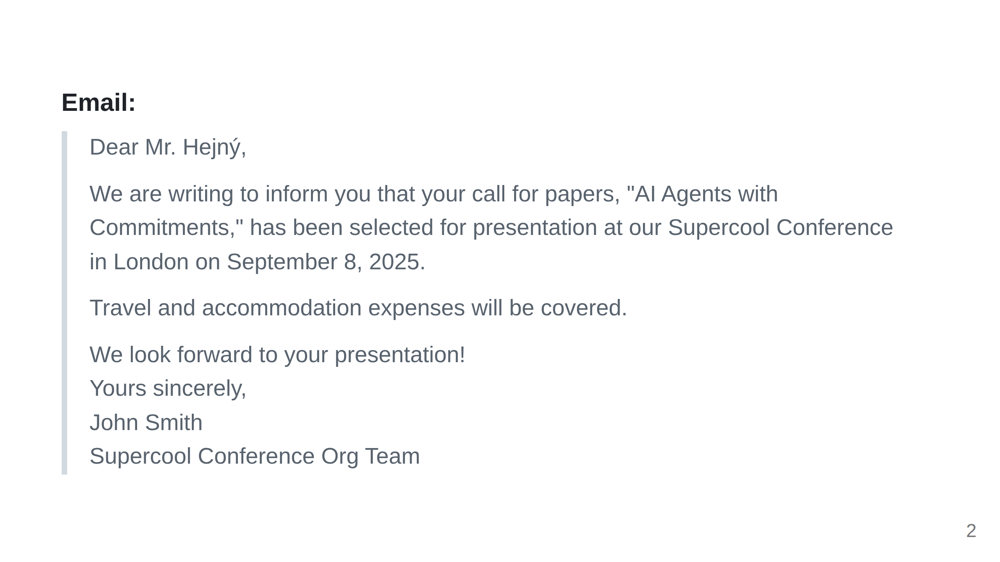 Email:
Dear Mr. Hejný,
We are writing to inform you that your call for papers, "AI Agents with
Commitments," has been selected for presentation at our Supercool Conference
in London on September 8, 2025.
Travel and accommodation expenses will be covered.
We look forward to your presentation!
Yours sincerely,
John Smith
Supercool Conference Org Team
2